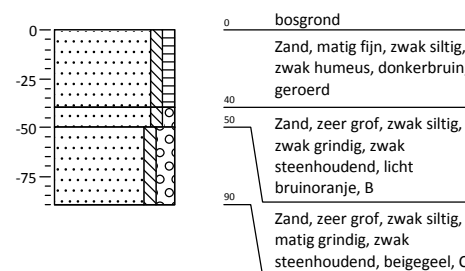 0
-25
-50
-75
0
bosgrond
Zand, matig fijn, zwak siltig,
zwak humeus, donkerbruin,
geroerd
40
50
Zand, zeer grof, zwak siltig,
zwak grindig, zwak
steenhoudend, licht
bruinoranje, B
90
Zand, zeer grof, zwak siltig,
matig grindig, zwak
steenhoudend, beigegeel, C